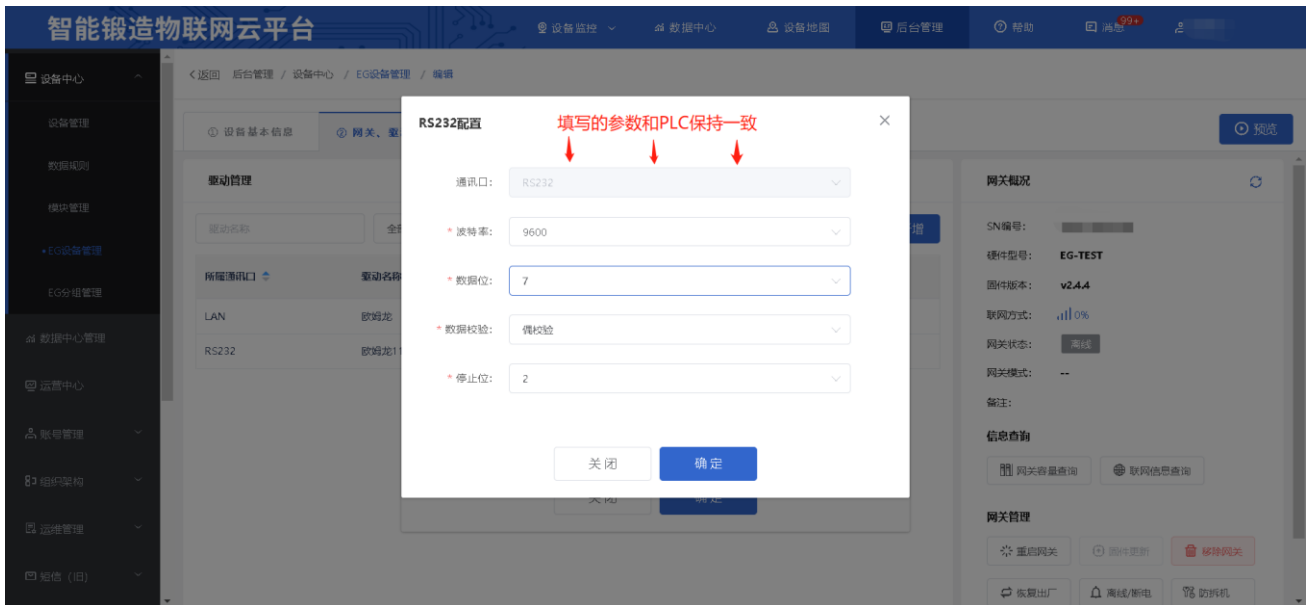 智能锻造物联网云平台
设备监控
数据中心
设备地图
后台管理
帮助
消息
99+
设备中心
设备管理
数据规则
模块管理
•EG设备管理
EG分组管理
数据中心管理
运营中心
账号管理
组织架构
运维管理
短信（旧）
<返回 后台管理 / 设备中心 / EG设备管理 / 编辑
① 设备基本信息
② 网关、驱
预览
驱动管理
驱动名称
全
增
所属通讯口
驱动名称
LAN
欧姆龙
RS232
欧姆龙11
RS232配置
填写的参数和PLC保持一致
通讯口: RS232
* 波特率: 9600
* 数据位: 7
* 数据校验: 偶校验
* 停止位: 2
关闭
确定
关闭
确定
网关概况
SN编号:
硬件型号: EG-TEST
固件版本: v2.4.4
联网方式: 0%
网关状态: 离线
网关模式: --
备注:
信息查询
网关容量查询
联网信息查询
网关管理
重启网关
固件更新
移除网关
恢复出厂
离线/断电
防拆机